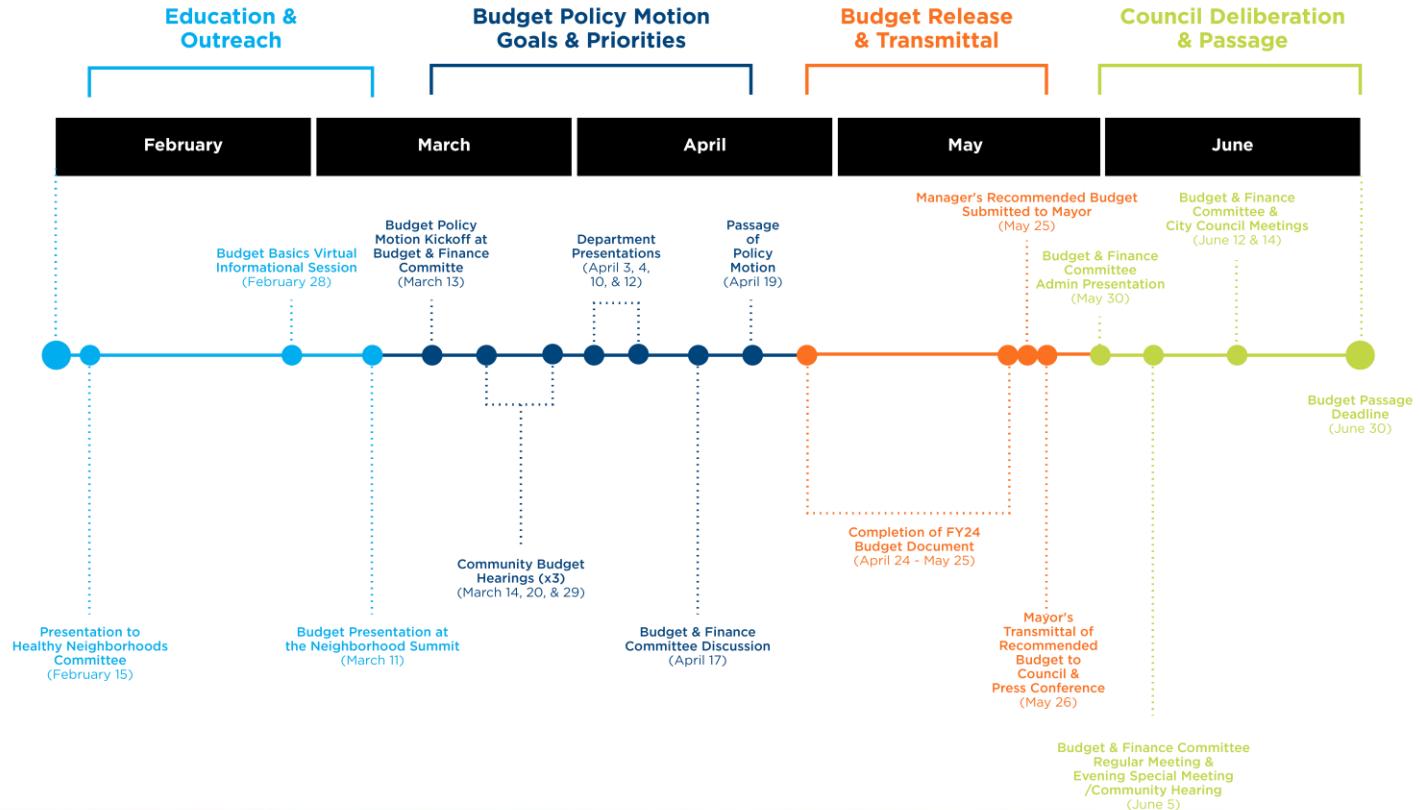 Education &
Outreach
Budget Policy Motion
Goals & Priorities
Budget Release
& Transmittal
Council Deliberation
& Passage
February
March
April
May
June
Budget Basics Virtual
Informational Session
(February 28)
Budget Policy
Motion Kickoff at
Budget & Finance
Committe
(March 13)
Department
Presentations
(April 3, 4,
10, & 12)
Passage
of
Policy
Motion
(April 19)
Manager's Recommended Budget
Submitted to Mayor
(May 25)
Budget & Finance
Committee
Admin Presentation
(May 30)
Budget & Finance
Committee &
City Council Meetings
(June 12 & 14)
Budget Passage
Deadline
(June 30)
Presentation to
Healthy Neighborhoods
Committee
(February 15)
Budget Presentation at
the Neighborhood Summit
(March 11)
Community Budget
Hearings (x3)
(March 14, 20, & 29)
Budget & Finance
Committee Discussion
(April 17)
Completion of FY24
Budget Document
(April 24 - May 25)
Mayor's
Transmittal of
Recommended
Budget to
Council &
Press Conference
(May 26)
Budget & Finance Committee
Regular Meeting &
Evening Special Meeting
/Community Hearing
(June 5)